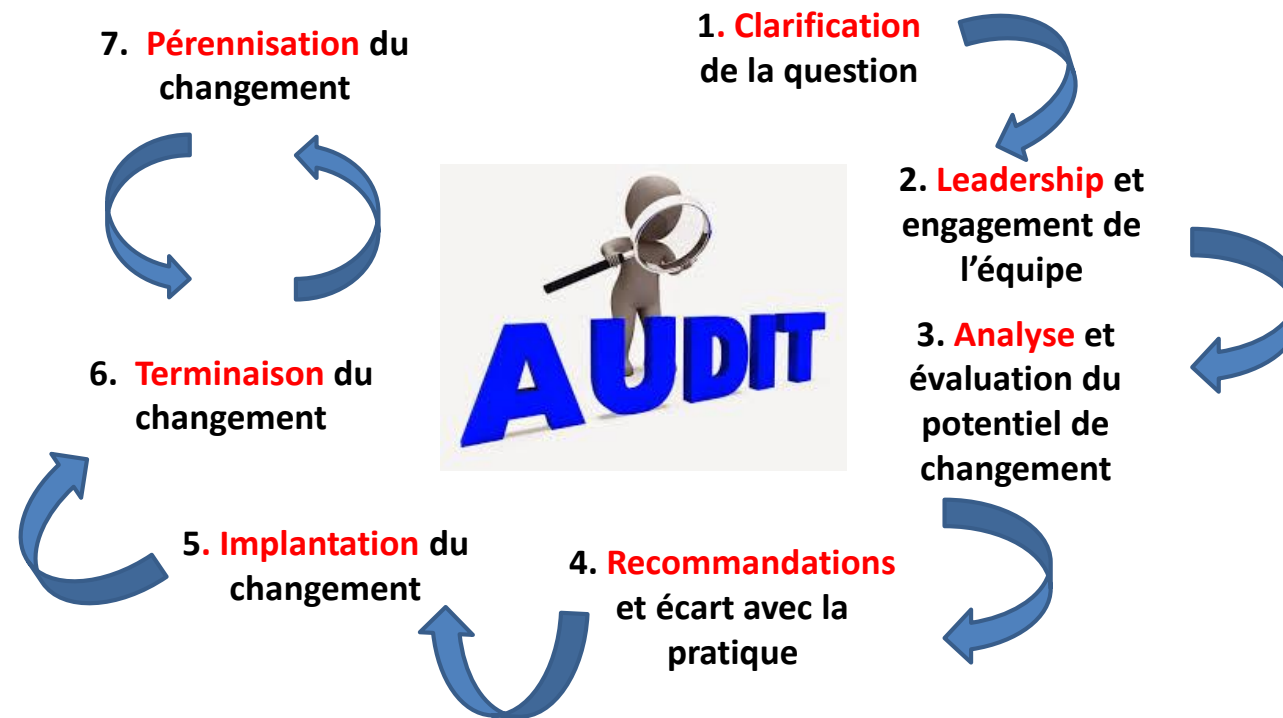 1. Clarification
de la question
2. Leadership et
engagement de
l’équipe
3. Analyse et
évaluation du
potentiel de
changement
4. Recommandations
et écart avec la
pratique
5. Implantation du
changement
6. Terminaison du
changement
7. Pérennisation du
changement
AUDIT